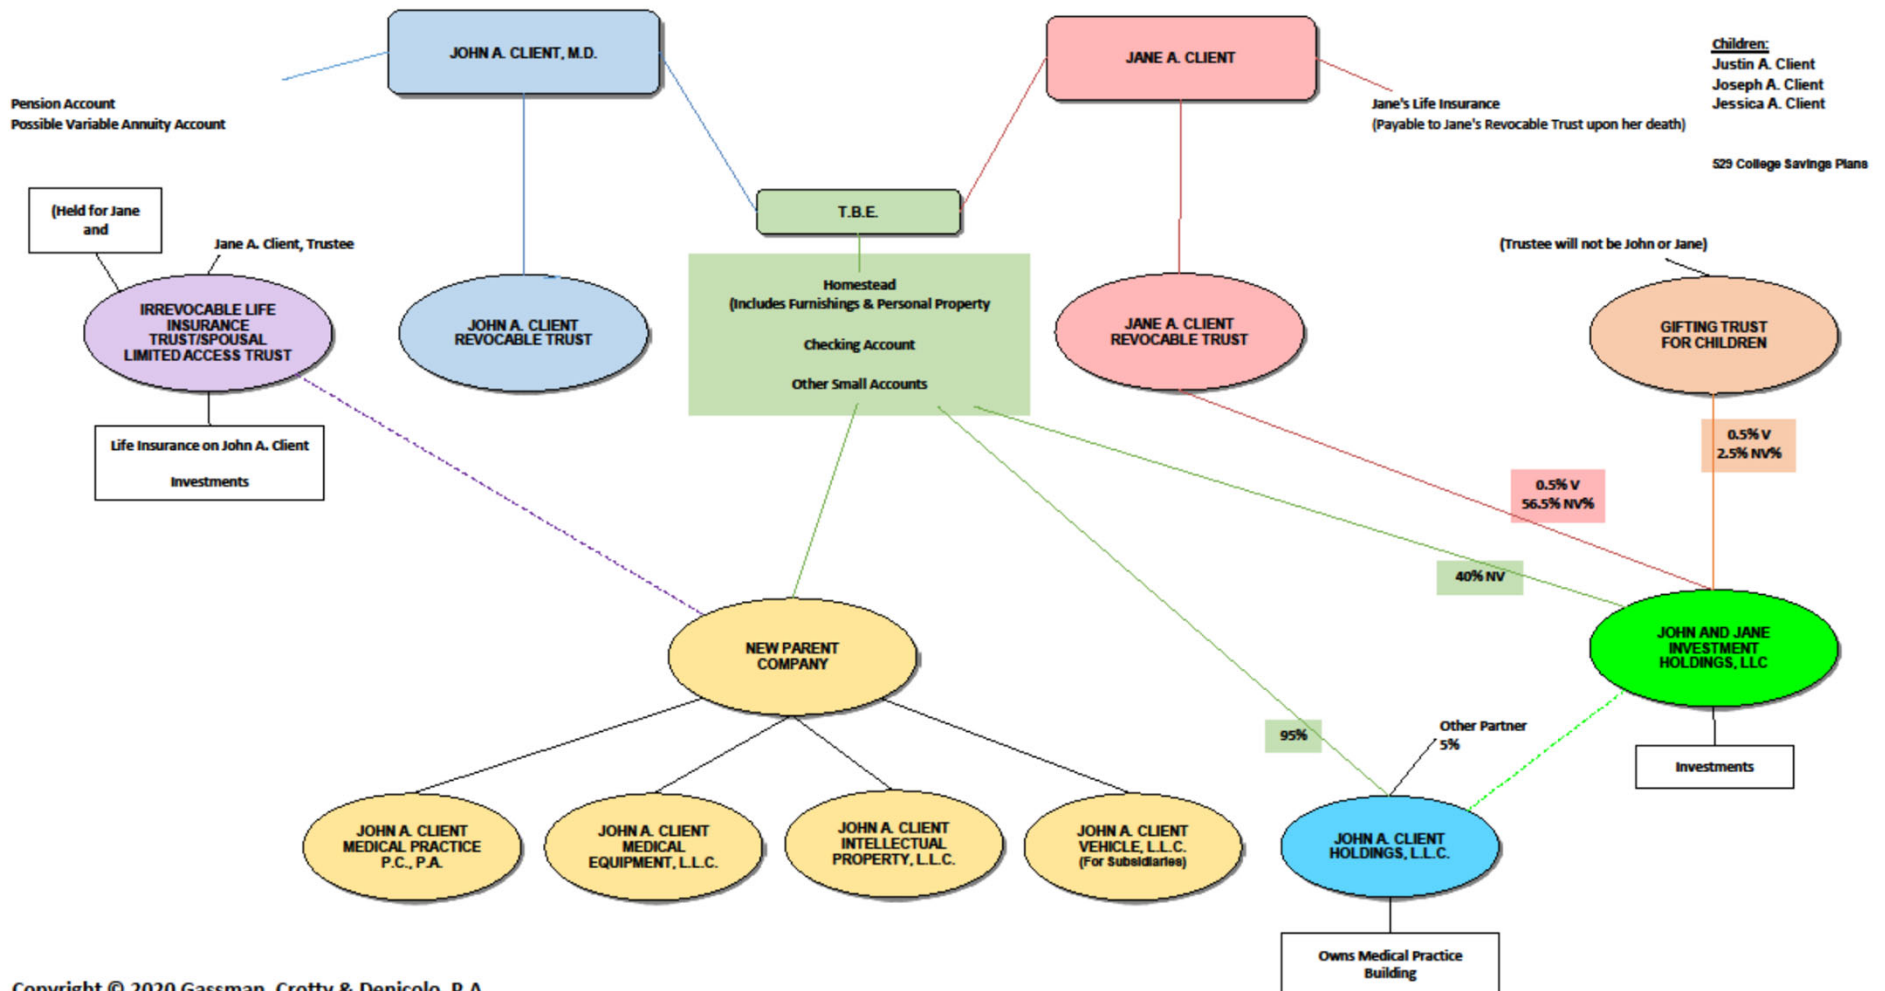 JOHN A. CLIENT, M.D.
JANE A. CLIENT
Children:
Justin A. Client
Joseph A. Client
Jessica A. Client
529 College Savings Plans
Pension Account
Possible Variable Annuity Account
Jane's Life Insurance
(Payable to Jane's Revocable Trust upon her death)
T.B.E.
(Held for Jane
and
Jane A. Client, Trustee
(Trustee will not be John or Jane)
IRREVOCABLE LIFE
INSURANCE
TRUST/SPOUSAL
LIMITED ACCESS TRUST
JOHN A. CLIENT
REVOCABLE TRUST
Homestead
(Includes Furnishings & Personal Property
Checking Account
Other Small Accounts
JANE A. CLIENT
REVOCABLE TRUST
GIFTING TRUST
FOR CHILDREN
Life Insurance on John A. Client
Investments
0.5% V
2.5% NV%
0.5% V
56.5% NV%
40% NV
NEW PARENT
COMPANY
JOHN AND JANE
INVESTMENT
HOLDINGS, LLC
95%
Other Partner
5%
Investments
JOHN A. CLIENT
MEDICAL PRACTICE
P.C., P.A.
JOHN A. CLIENT
MEDICAL
EQUIPMENT, L.L.C.
JOHN A. CLIENT
INTELLECTUAL
PROPERTY, L.L.C.
JOHN A. CLIENT
VEHICLE, L.L.C.
(For Subsidiaries)
JOHN A. CLIENT
HOLDINGS, L.L.C.
Owns Medical Practice
Building
Copyright © 2020 Gassman, Crotty & Denicolo, P.A.